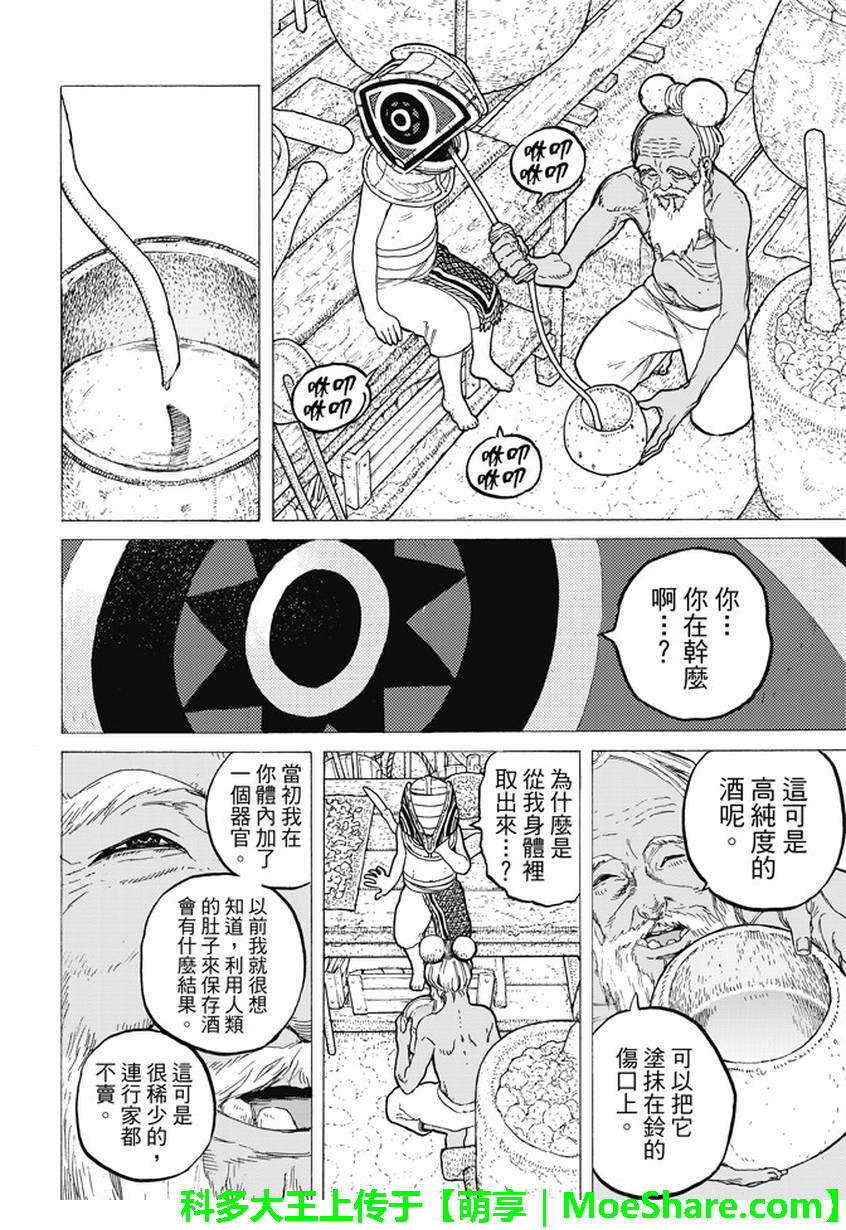 咻叩
咻叩
咻叩
咻叩
咻叩
咻叩
你…
你在幹麼
啊…?
這可是
高純度的
酒呢。
可以把它
塗抹在鈴的
傷口上。
為什麼是
從我身體裡
取出來…?
當初我在
你體內加了
一個器官。
以前我就很想
知道，利用人類
的肚子來保存酒
會有什麼結果。
這可是
很稀少的，
連行家都
不賣。
科多大王上传于【萌享｜MoeShare.com】